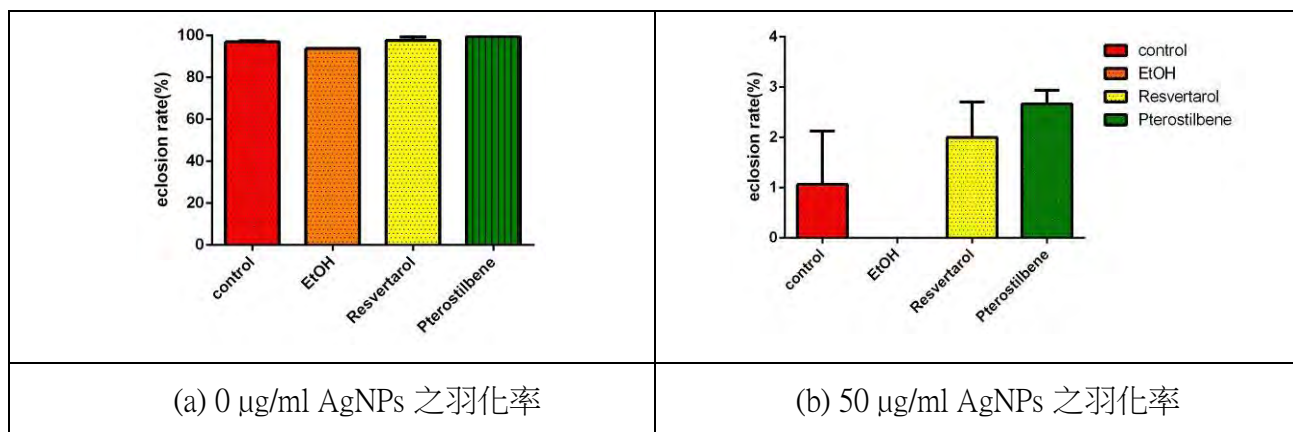 eclosion rate(%)
100
80
60
40
20
0
control
EtOH
Resvertarol
Pterostilbene
eclosion rate(%)
4
3
2
1
0
control
EtOH
Resvertarol
Pterostilbene
control
EtOH
Resvertarol
Pterostilbene
(a) 0 μg/ml AgNPs 之羽化率
(b) 50 μg/ml AgNPs 之羽化率